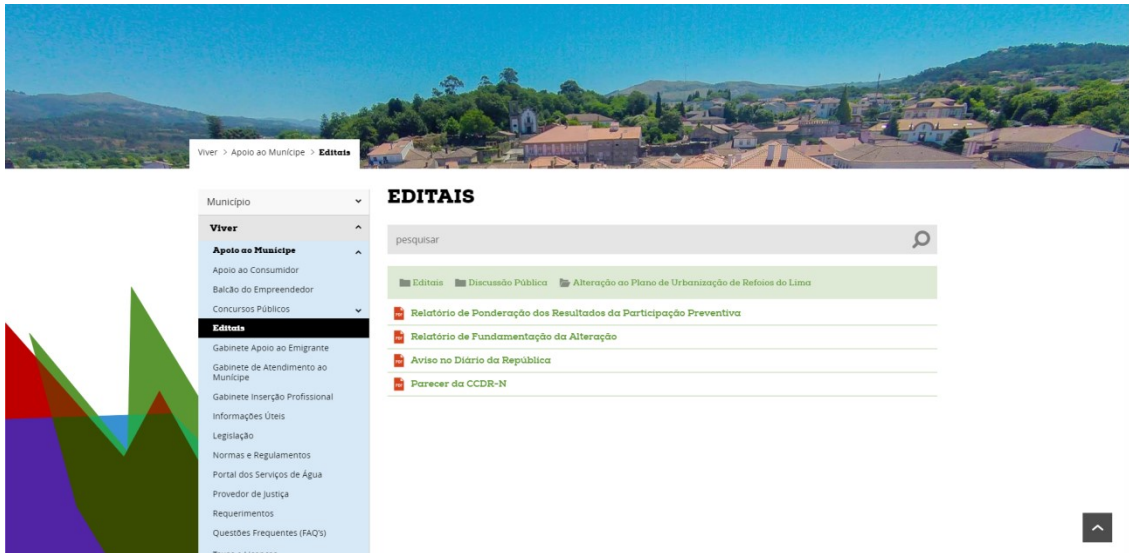 Viver > Apoio ao Munícipe > Editais
Município
Viver
Apoio ao Munícipe
Apoio ao Consumidor
Balcão do Empreendedor
Concursos Públicos
Editais
Gabinete Apoio ao Emigrante
Gabinete de Atendimento ao
Munícipe
Gabinete Inserção Profissional
Informações Úteis
Legislação
Normas e Regulamentos
Portal dos Serviços de Água
Provedor de Justiça
Requerimentos
Questões Frequentes (FAQ's)
EDITAIS
pesquisar
Editais Discussão Pública Alteração ao Plano de Urbanização de Refoios do Lima
Relatório de Ponderação dos Resultados da Participação Preventiva
Relatório de Fundamentação da Alteração
Aviso no Diário da República
Parecer da CCDR-N